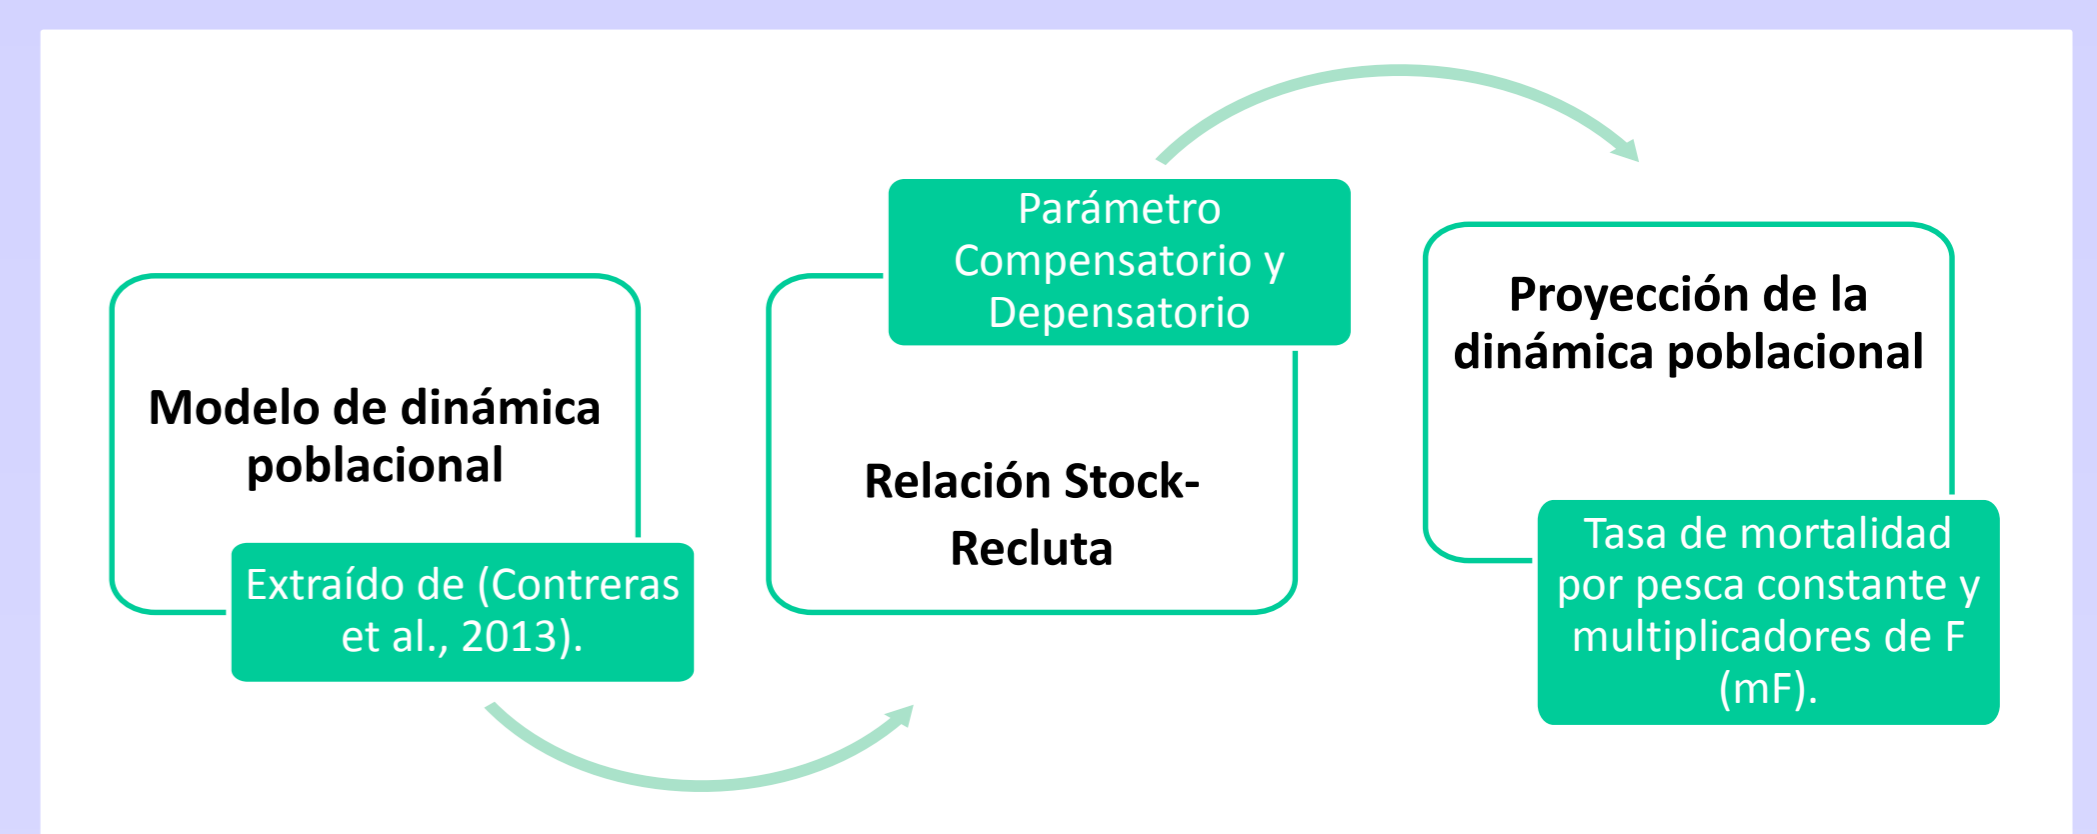 Modelo de dinámica
poblacional
Extraído de (Contreras
et al., 2013).
Parámetro
Compensatorio y
Depensatorio
Relación Stock-
Recluta
Proyección de la
dinámica poblacional
Tasa de mortalidad
por pesca constante y
multiplicadores de F
(mF).